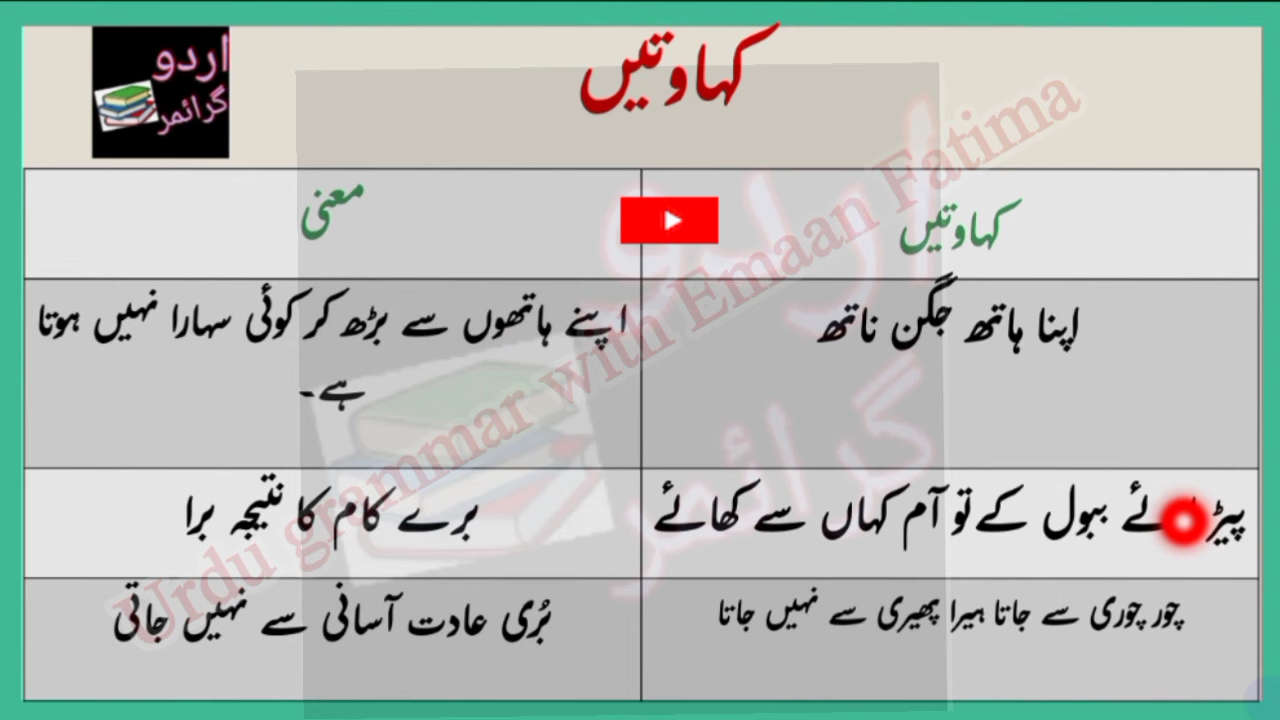 اردو
گرائمر
کہاوتیں
کہاوتیں
معنی
اپنا ہاتھ جگن ناتھ
اپنے ہاتھوں سے بڑھ کر کوئی سہارا نہیں ہوتا
ہے۔
پیڑ ببول کے تو آم کہاں سے کھائے
برے کام کا نتیجہ برا
چور چوری سے جاتا ہیرا پھیری سے نہیں جاتا
بُری عادت آسانی سے نہیں جاتی
اردو
گرائمر
Urdu grammar with Emaan Fatima